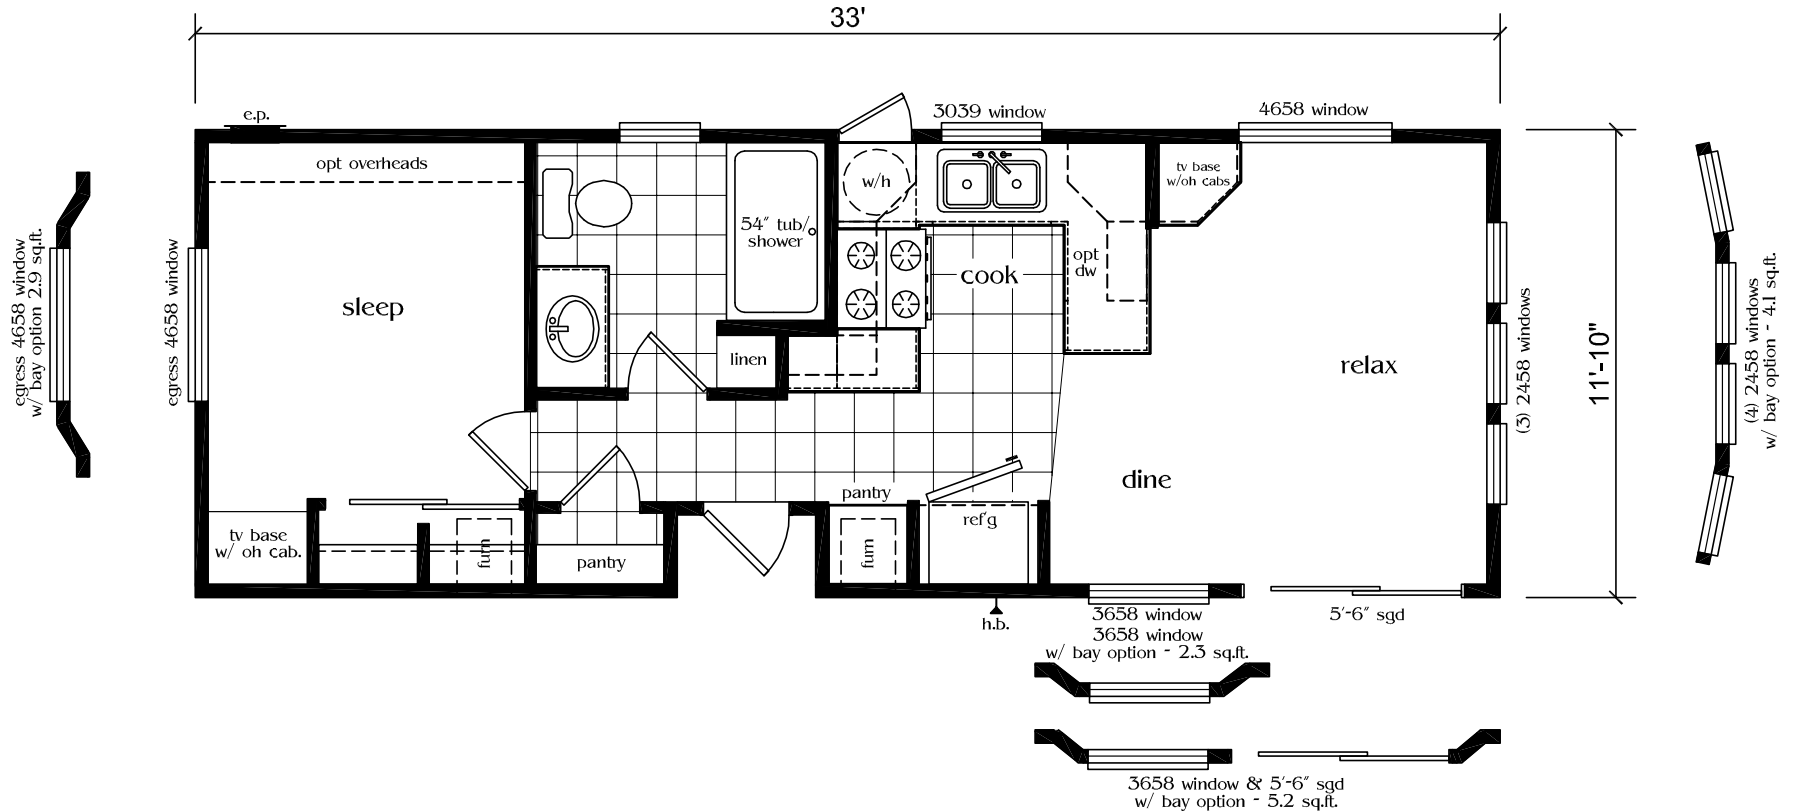 33'
e.p.
3039 window
4658 window
opt overheads
w/h
tv base
w/oh cabs
54" tub/
shower
opt
dw
cook
sleep
egress 4658 window
w/ bay option 2.9 sq.ft.
egress 4658 window
linen
relax
(3) 2458 windows
11'-10"
(4) 2458 windows
w/ bay option - 4.1 sq.ft.
dine
pantry
ref'g
tv base
w/ oh cab.
furn
pantry
furn
h.b.
3658 window
5'-6" sgd
3658 window
w/ bay option - 2.3 sq.ft.
3658 window & 5'-6" sgd
w/ bay option - 5.2 sq.ft.